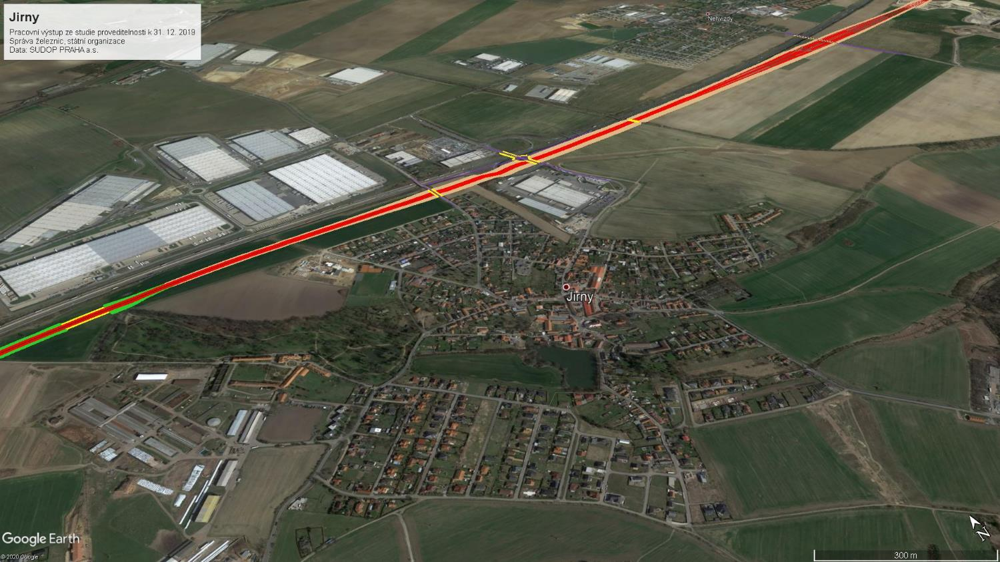 Jirny
Pracovní výstup ze studie proveditelnosti k 31. 12. 2019
Správa železnic, státní organizace
Data: SUDOP PRAHA a.s.
Nehvizdy
Jirny
N
Google Earth
© 2020 Google
300 m